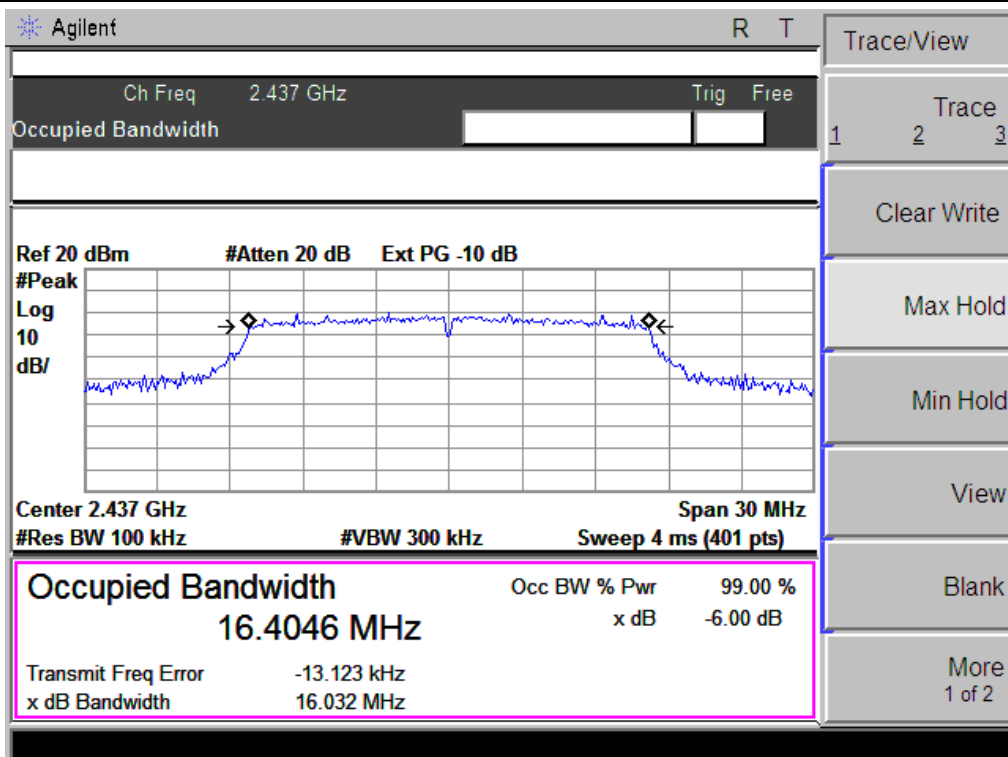 Agilent R T
Ch Freq 2.437 GHz Trig Free
Occupied Bandwidth
Ref 20 dBm #Atten 20 dB Ext PG -10 dB
#Peak
Log
10
dB/
Center 2.437 GHz Span 30 MHz
#Res BW 100 kHz #VBW 300 kHz Sweep 4 ms (401 pts)
Occupied Bandwidth Occ BW % Pwr 99.00 %
16.4046 MHz x dB -6.00 dB
Transmit Freq Error -13.123 kHz
x dB Bandwidth 16.032 MHz
Trace/View
Trace
1 2 3
Clear Write
Max Hold
Min Hold
View
Blank
More
1 of 2